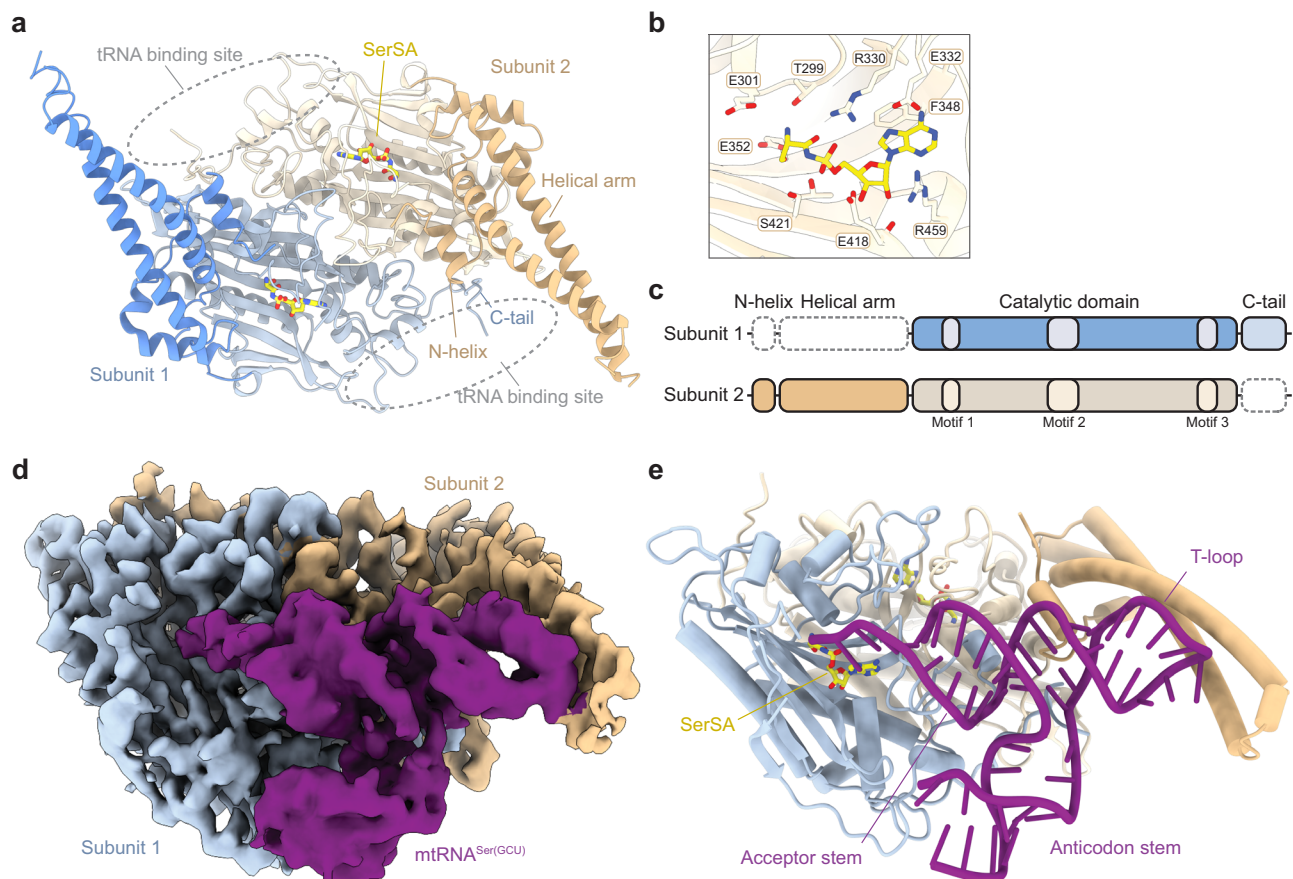 a
tRNA binding site
SerSA
Subunit 2
Helical arm
C-tail
N-helix
Subunit 1
tRNA binding site
b
R330
E332
T299
E301
F348
E352
S421
E418
R459
c
N-helix Helical arm Catalytic domain C-tail
Subunit 1
Subunit 2
Motif 1 Motif 2 Motif 3
d
Subunit 2
Subunit 1
mtRNASer(GCU)
e
T-loop
SerSA
Acceptor stem
Anticodon stem